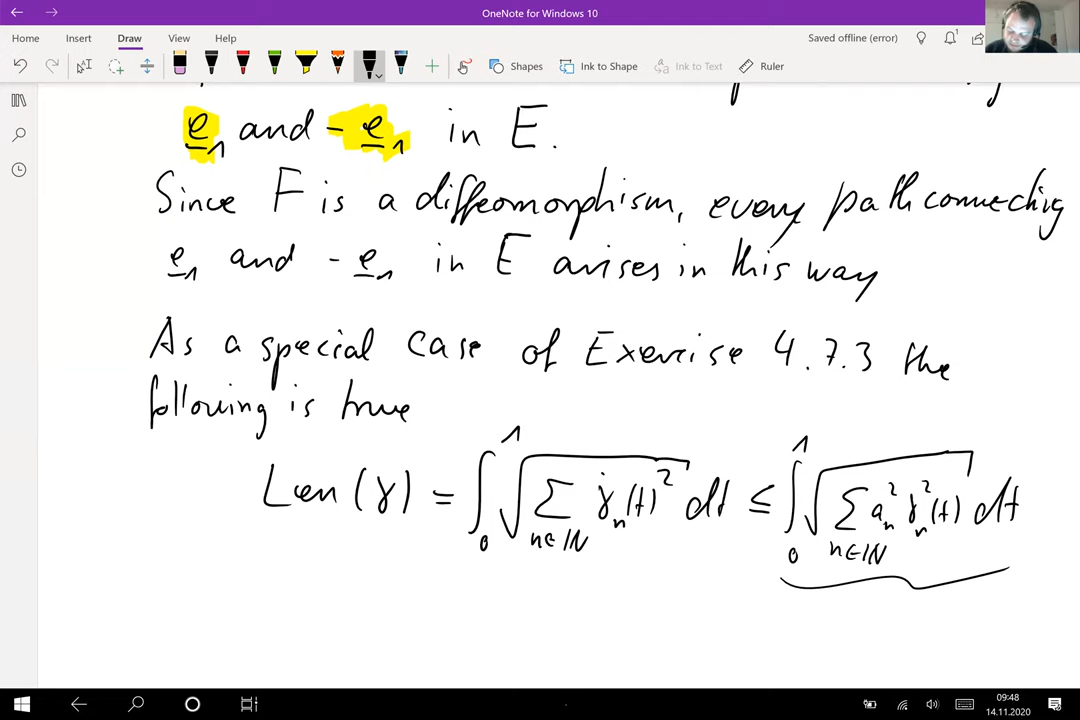 OneNote for Windows 10
Home Insert Draw View Help
Saved offline (error)
Shapes Ink to Shape Ink to Text Ruler
e₁ and - e₁ in E.
Since F is a diffeomorphism, every path connecting
e₁ and - e₁ in E arises in this way
As a special case of Exercise 4.7.3 the
following is true
Len(γ) = ∫₀¹ √(∑_{n∈ℕ} γ̇ₙ(t)²) dt ≤ ∫₀¹ √(∑_{n∈ℕ} aₙ² γ̇ₙ²(t)) dt
09:48
14.11.2020